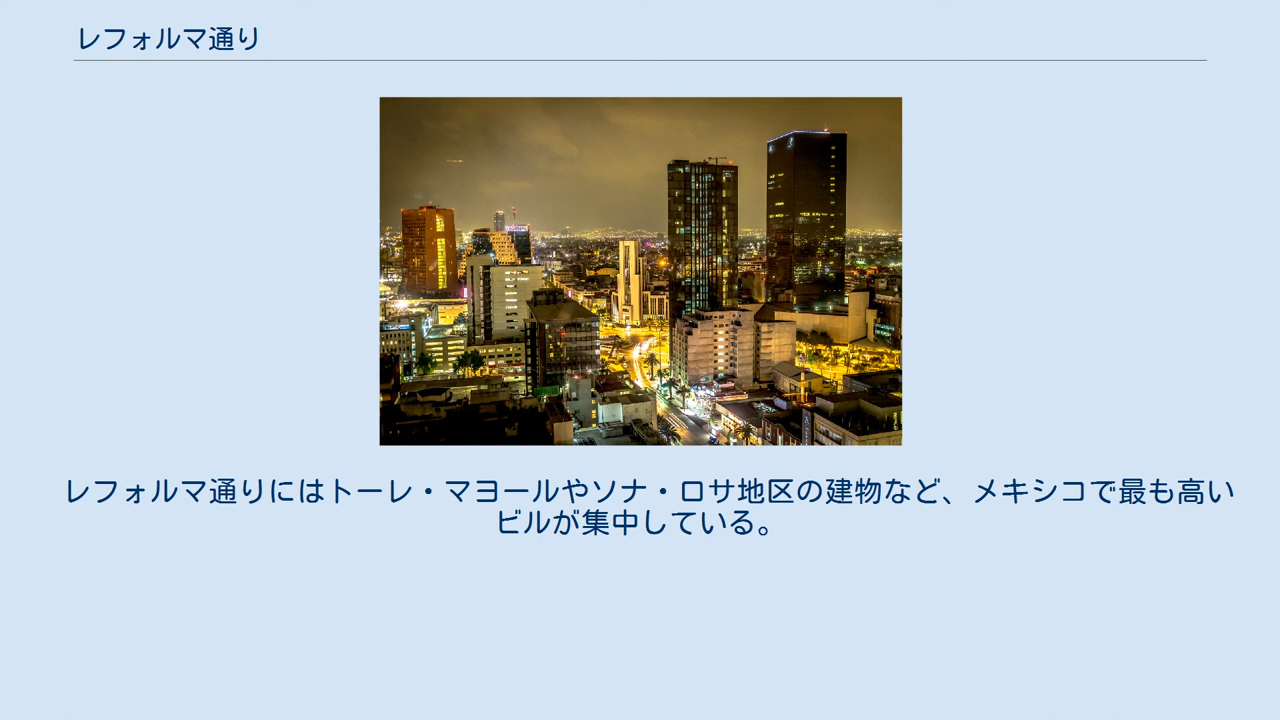 レフォルマ通り
レフォルマ通りにはトーレ・マヨールやソナ・ロサ地区の建物など、メキシコで最も高い
ビルが集中している。